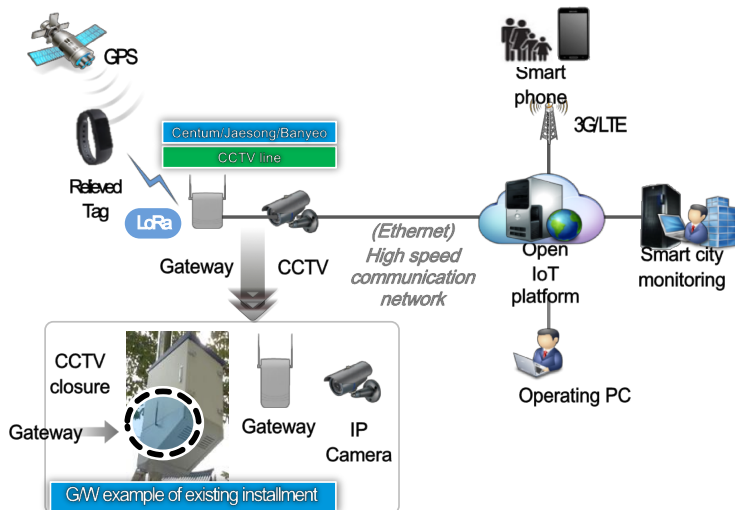 GPS
Smart
phone
3G/LTE
Centum/Jaesong/Banyeo
CCTV line
Relieved
Tag
LoRa
Gateway
CCTV
(Ethernet)
High speed
communication
network
Open
IoT
platform
Smart city
monitoring
Operating PC
CCTV
closure
Gateway
Gateway
IP
Camera
G/W example of existing installment